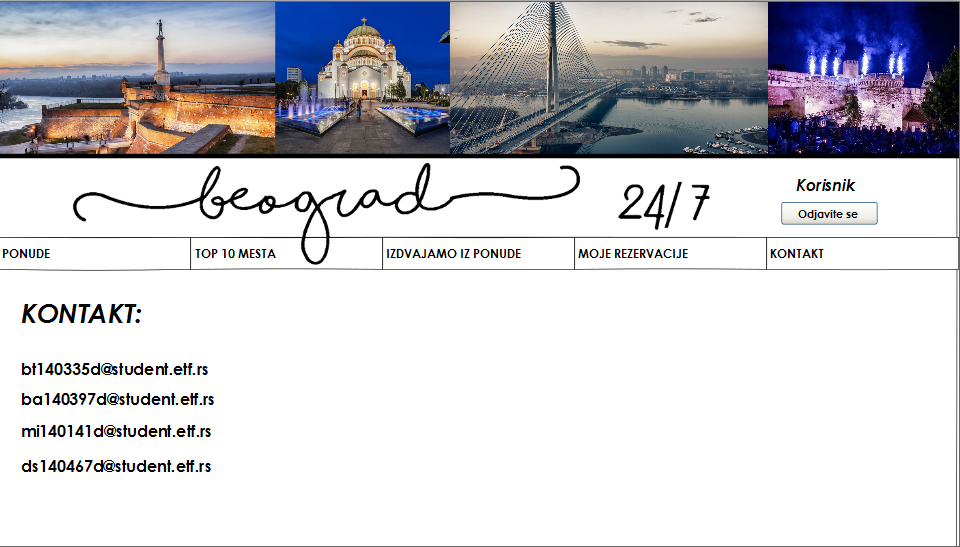 beograd 24/7
Korisnik
Odjavite se
PONUDE TOP 10 MESTA IZDVAJAMO IZ PONUDE MOJE REZERVACIJE KONTAKT
KONTAKT:
bt140335d@student.etf.rs
ba140397d@student.etf.rs
mi140141d@student.etf.rs
ds140467d@student.etf.rs